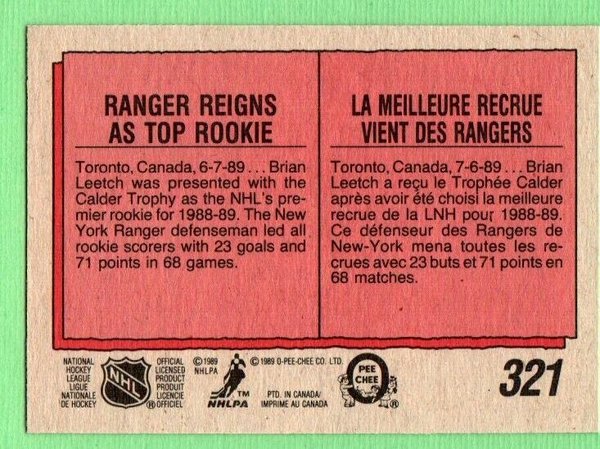 RANGER REIGNS
AS TOP ROOKIE
Toronto, Canada, 6-7-89 ... Brian
Leetch was presented with the
Calder Trophy as the NHL's pre-
mier rookie for 1988-89. The New
York Ranger defenseman led all
rookie scorers with 23 goals and
71 points in 68 games.
LA MEILLEURE RECRUE
VIENT DES RANGERS
Toronto, Canada, 7-6-89 ... Brian
Leetch a reçu le Trophée Calder
après avoir été choisi la meilleure
recrue de la LNH pour 1988-89.
Ce défenseur des Rangers de
New-York mena toutes les re-
crues avec 23 buts et 71 points en
68 matches.
NATIONAL
HOCKEY
LEAGUE
LIGUE
NATIONALE
DE HOCKEY
NHL
®
OFFICIAL
LICENSED
PRODUCT
PRODUIT
LICENCIE
OFFICIEL
© 1989
NHLPA
TM
NHLPA
© 1989 O-PEE-CHEE CO. LTD.
PTD. IN CANADA/
IMPRIME AU CANADA
O
PEE
CHEE
®
321